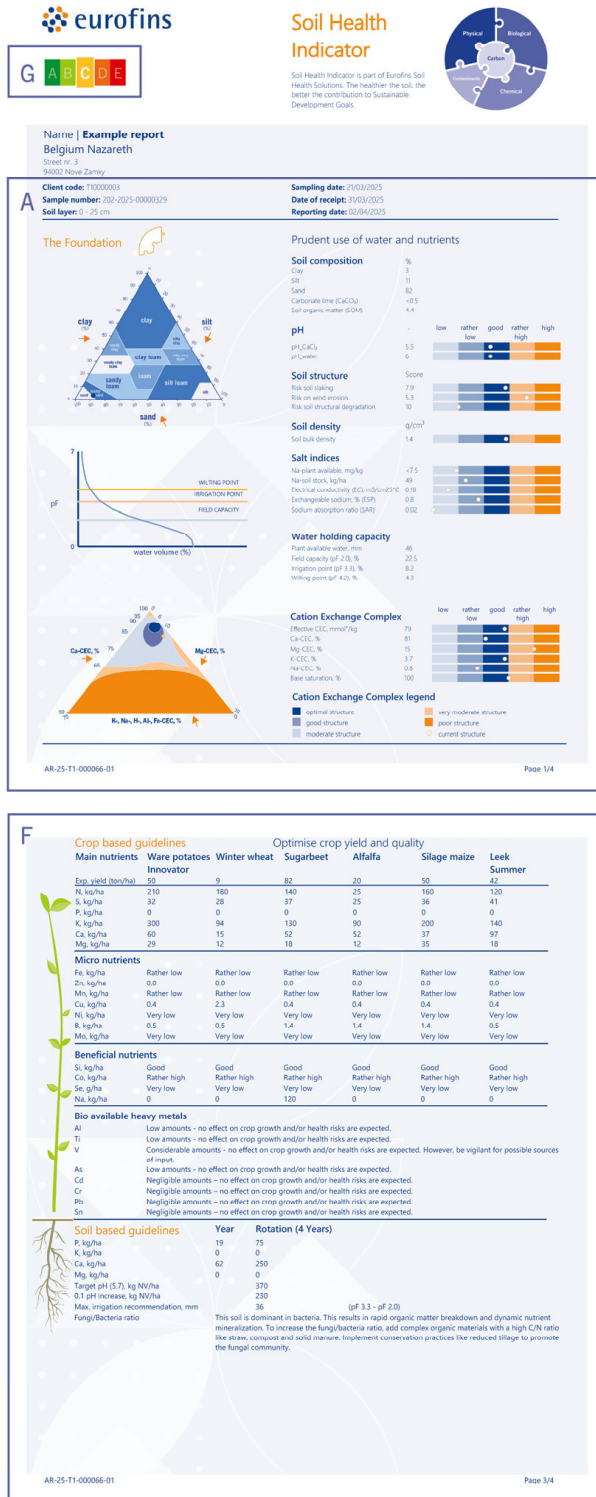 eurofins
G A B C D E
Soil Health
Indicator
Soil Health Indicator is part of Eurofins Soil
Health Solutions. The healthier the soil, the
better the contribution to Sustainable
Development Goals.
Physical
Biological
Carbon
Contaminants
Chemical
Name | Example report
Belgium Nazareth
Street nr. 3
94002 Nove Zamky
A
Client code: T10000003
Sample number: 202-2025-00000329
Soil layer: 0 - 25 cm
Sampling date: 21/03/2025
Date of receipt: 31/03/2025
Reporting date: 02/04/2025
The Foundation
clay
(%)
silt
(%)
sand
(%)
clay
clay loam
sandy clay
loam
sandy
loam
loam
silt loam
silt
sand
7
pF
0
WILTING POINT
IRRIGATION POINT
FIELD CAPACITY
water volume (%)
100 0
95
90
85
75
65
Ca-CEC, %
Mg-CEC, %
K-, Na-, H-, Al-, Fe-CEC, %
Prudent use of water and nutrients
Soil composition %
Clay 3
Silt 11
Sand 82
Carbonate lime (CaCO₃) <0.5
Soil organic matter (SOM) 4.4
pH - low rather low good rather high high
pH_CaCl₂ 5.5
pH_water 6
Soil structure Score
Risk soil slaking 7.9
Risk on wind erosion 5.3
Risk soil structural degradation 10
Soil density g/cm³
Soil bulk density 1.4
Salt indices
Na-plant available, mg/kg <7.5
Na-soil stock, kg/ha 49
Electrical conductivity (EC), mS/cm25°C 0.18
Exchangeable sodium, % (ESP) 0.8
Sodium absorption ratio (SAR) 0.02
Water holding capacity
Plant available water, mm 46
Field capacity (pF 2.0), % 22.5
Irrigation point (pF 3.3), % 8.2
Wilting point (pF 4.2), % 4.3
Cation Exchange Complex low rather low good rather high high
Effective CEC, mmol⁺/kg 79
Ca-CEC, % 81
Mg-CEC, % 15
K-CEC, % 3.7
Na-CEC, % 0.8
Base saturation, % 100
Cation Exchange Complex legend
optimal structure
very moderate structure
good structure
poor structure
moderate structure
current structure
AR-25-T1-000066-01
Page 1/4
F
Crop based guidelines Optimise crop yield and quality
Main nutrients Ware potatoes Winter wheat Sugarbeet Alfalfa Silage maize Leek
Innovator Summer
Exp. yield (ton/ha) 50 9 82 20 50 42
N, kg/ha 210 180 140 25 160 120
S, kg/ha 32 28 37 25 36 41
P, kg/ha 0 0 0 0 0 0
K, kg/ha 300 94 130 90 200 140
Ca, kg/ha 60 15 52 52 37 97
Mg, kg/ha 29 12 18 12 35 18
Micro nutrients
Fe, kg/ha Rather low Rather low Rather low Rather low Rather low Rather low
Zn, kg/ha 0.0 0.0 0.0 0.0 0.0 0.0
Mn, kg/ha Rather low Rather low Rather low Rather low Rather low Rather low
Cu, kg/ha 0.4 2.3 0.4 0.4 0.4 0.4
Ni, kg/ha Very low Very low Very low Very low Very low Very low
B, kg/ha 0.5 0.5 1.4 1.4 1.4 0.5
Mo, kg/ha Very low Very low Very low Very low Very low Very low
Beneficial nutrients
Si, kg/ha Good Good Good Good Good Good
Co, kg/ha Rather high Rather high Rather high Rather high Rather high Rather high
Se, g/ha Very low Very low Very low Very low Very low Very low
Na, kg/ha 0 0 120 0 0 0
Bio available heavy metals
Al Low amounts - no effect on crop growth and/or health risks are expected.
Ti Low amounts - no effect on crop growth and/or health risks are expected.
V Considerable amounts - no effect on crop growth and/or health risks are expected. However, be vigilant for possible sources
of input.
As Low amounts - no effect on crop growth and/or health risks are expected.
Cd Negligible amounts – no effect on crop growth and/or health risks are expected.
Cr Negligible amounts – no effect on crop growth and/or health risks are expected.
Pb Negligible amounts – no effect on crop growth and/or health risks are expected.
Sn Negligible amounts – no effect on crop growth and/or health risks are expected.
Soil based guidelines Year Rotation (4 Years)
P, kg/ha 19 75
K, kg/ha 0 0
Ca, kg/ha 62 250
Mg, kg/ha 0 0
Target pH (5.7), kg NV/ha 370
0.1 pH increase, kg NV/ha 230
Max. irrigation recommendation, mm 36 (pF 3.3 - pF 2.0)
Fungi/Bacteria ratio This soil is dominant in bacteria. This results in rapid organic matter breakdown and dynamic nutrient
mineralization. To increase the fungi/bacteria ratio, add complex organic materials with a high C/N ratio
like straw, compost and solid manure. Implement conservation practices like reduced tillage to promote
the fungal community.
AR-25-T1-000066-01
Page 3/4